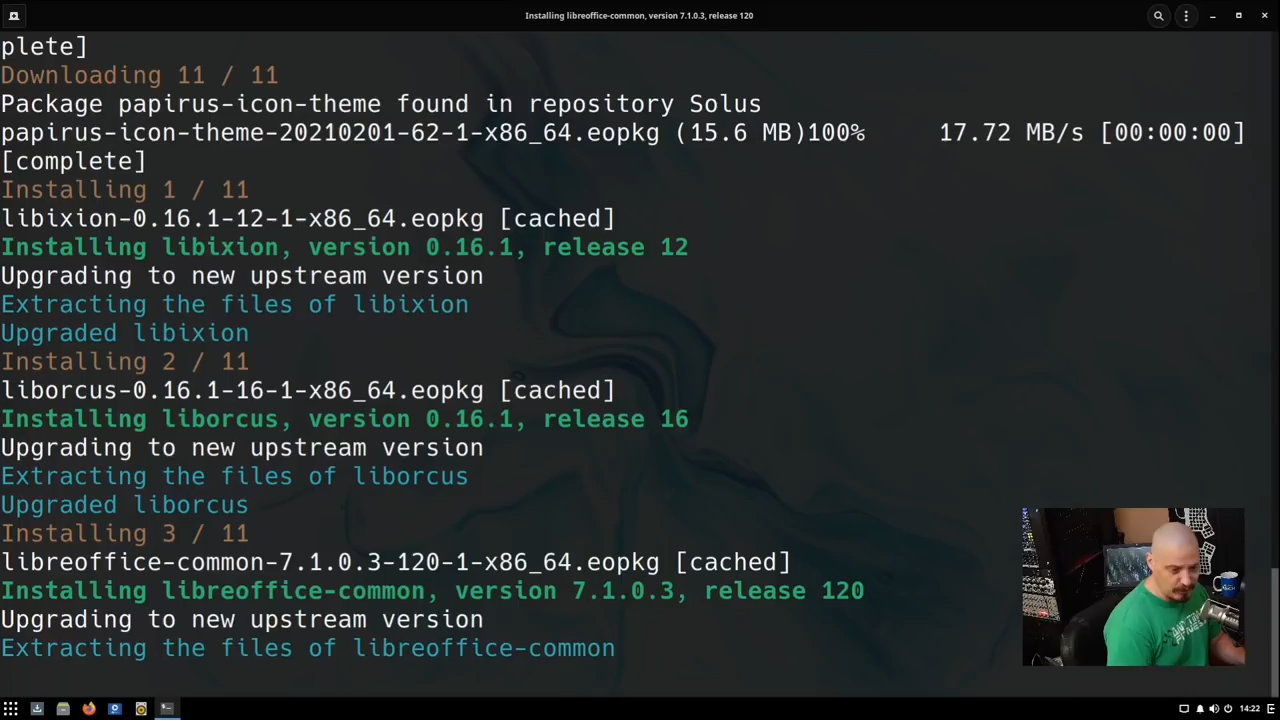 Installing libreoffice-common, version 7.1.0.3, release 120
plete]
Downloading 11 / 11
Package papirus-icon-theme found in repository Solus
papirus-icon-theme-20210201-62-1-x86_64.eopkg (15.6 MB)100% 17.72 MB/s [00:00:00]
[complete]
Installing 1 / 11
libixion-0.16.1-12-1-x86_64.eopkg [cached]
Installing libixion, version 0.16.1, release 12
Upgrading to new upstream version
Extracting the files of libixion
Upgraded libixion
Installing 2 / 11
liborcus-0.16.1-16-1-x86_64.eopkg [cached]
Installing liborcus, version 0.16.1, release 16
Upgrading to new upstream version
Extracting the files of liborcus
Upgraded liborcus
Installing 3 / 11
libreoffice-common-7.1.0.3-120-1-x86_64.eopkg [cached]
Installing libreoffice-common, version 7.1.0.3, release 120
Upgrading to new upstream version
Extracting the files of libreoffice-common
14:22